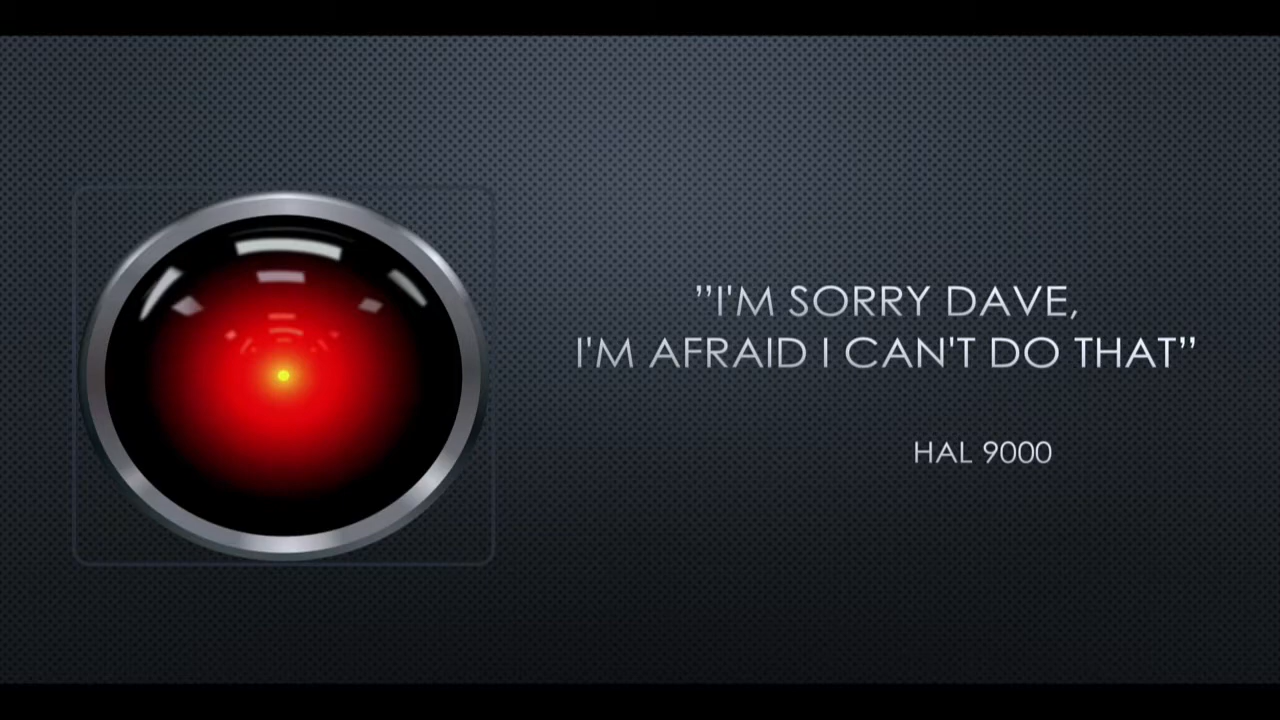 ”I'M SORRY DAVE,
I'M AFRAID I CAN'T DO THAT”
HAL 9000